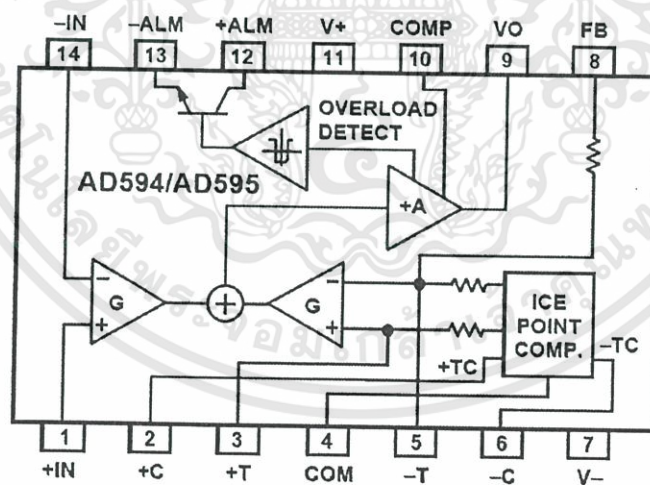 –IN –ALM +ALM V+ COMP VO FB
14 13 12 11 10 9 8
OVERLOAD
DETECT
AD594/AD595
+A
– G +
+
– G +
ICE
POINT
COMP.
+TC
–TC
1 2 3 4 5 6 7
+IN +C +T COM –T –C V–